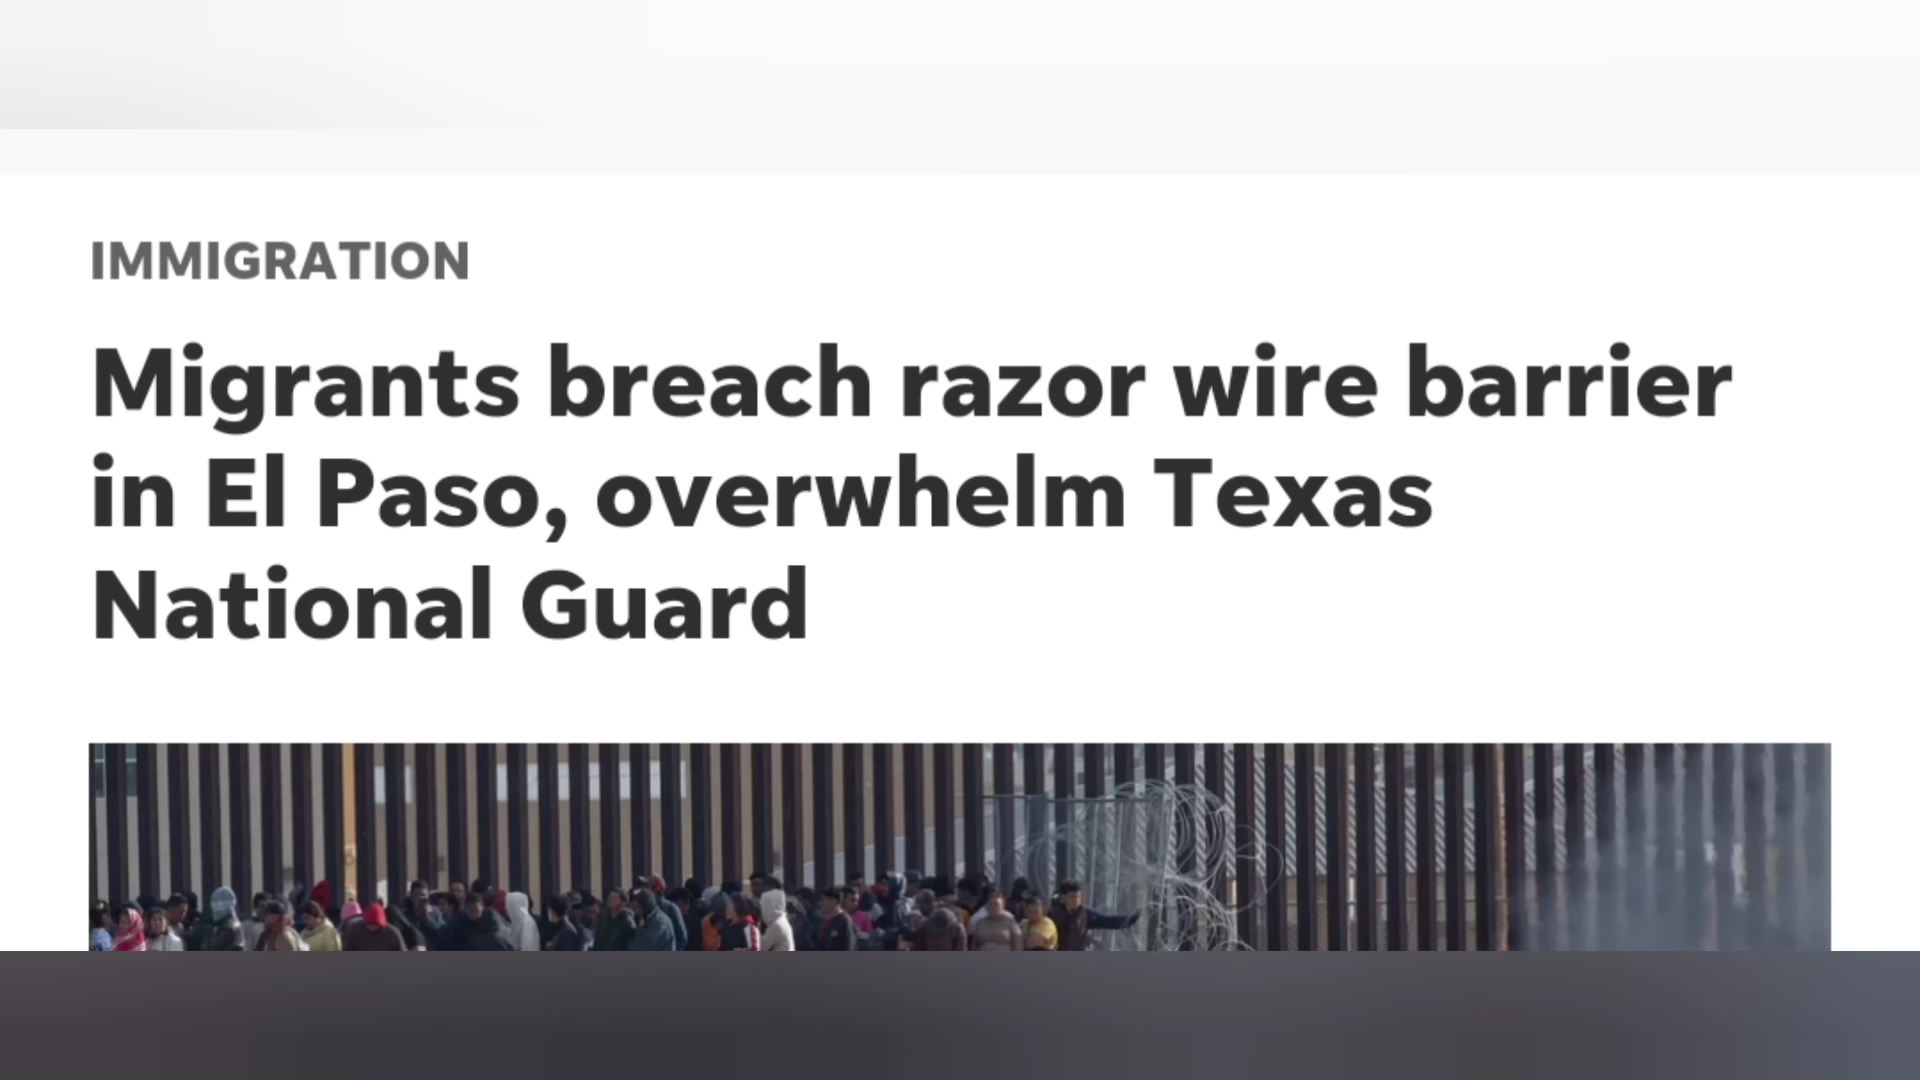 IMMIGRATION
Migrants breach razor wire barrier
in El Paso, overwhelm Texas
National Guard